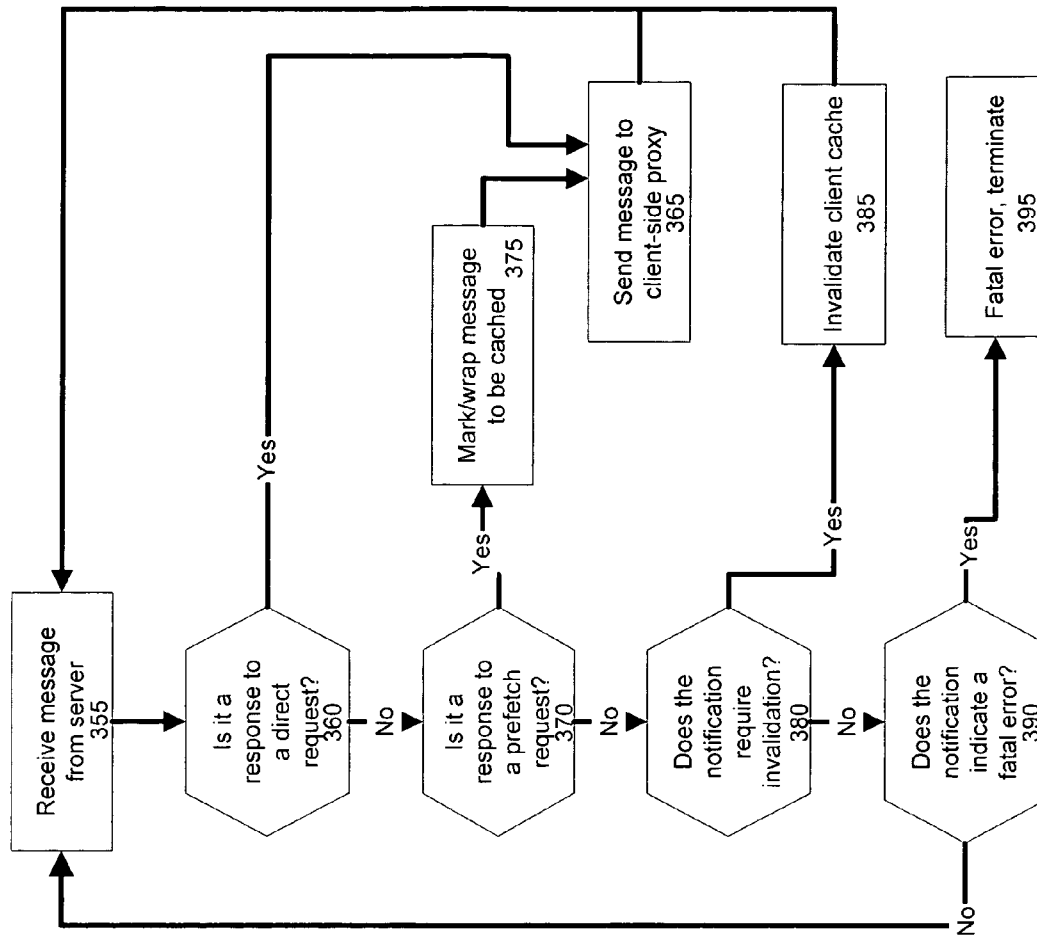 Receive message
from server
355
Is it a
response to
a direct
request?
360
Yes
No
Is it a
response to
a prefetch
request?
370
Yes
Mark/wrap message
to be cached
375
Send message to
client-side proxy
365
No
Does the
notification
require
invalidation?
380
Yes
Invalidate client cache
385
No
Does the
notification
indicate a
fatal error?
390
Yes
Fatal error, terminate
395
No